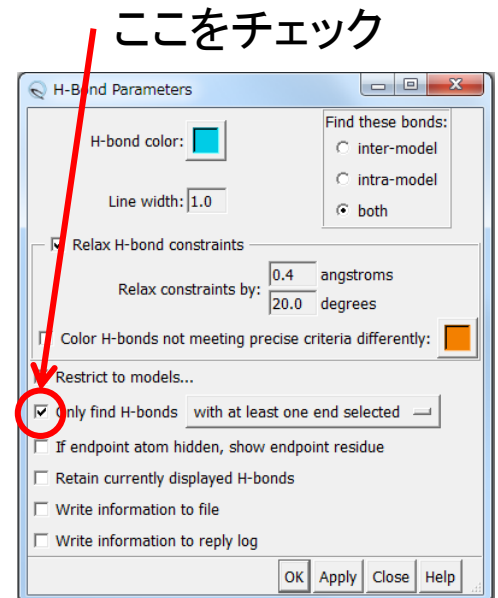 ここをチェック
H-Bond Parameters
H-bond color:
Line width: 1.0
Find these bonds:
inter-model
intra-model
both
Relax H-bond constraints
Relax constraints by: 0.4 angstroms
20.0 degrees
Color H-bonds not meeting precise criteria differently:
Restrict to models...
Only find H-bonds with at least one end selected
If endpoint atom hidden, show endpoint residue
Retain currently displayed H-bonds
Write information to file
Write information to reply log
OK Apply Close Help